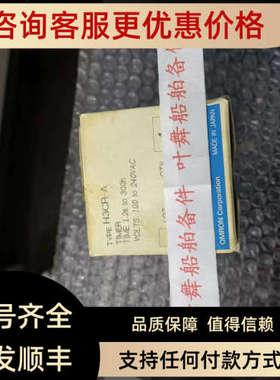 咨询客服更优惠价格
TYPE H3CR-A
TIMER
TIME 1.2s to 300h
VOLTS 100 to 240VAC
叶舞船舶备件 叶舞船舶备件
MADE IN JAPAN
OMRON Corporation
号齐全
发顺丰
品质保障 值得信赖
支持任何付款方式